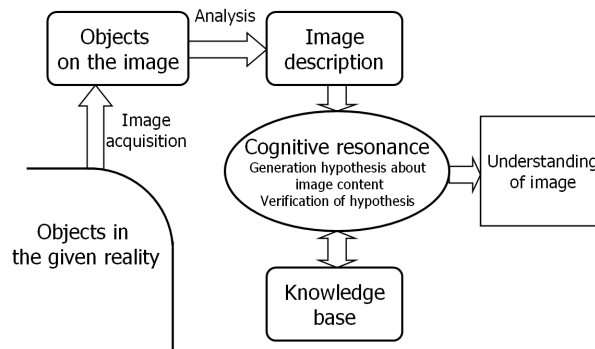 Objects
on the image
Analysis
Image
description
Image
acquisition
Cognitive resonance
Generation hypothesis about
image content
Verification of hypothesis
Understanding
of image
Objects in
the given reality
Knowledge
base